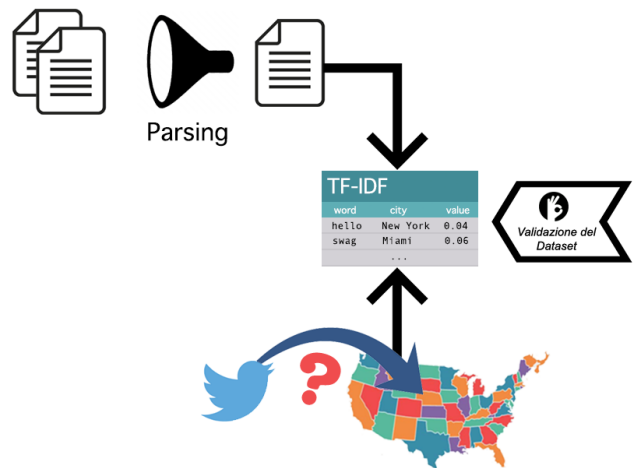 Parsing
TF-IDF
word city value
hello New York 0.04
swag Miami 0.06
...
Validazione del
Dataset
?